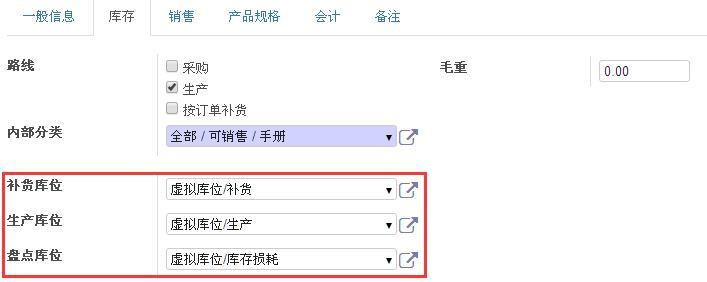 一般信息 库存 销售 产品规格 会计 备注
路线 采购 毛重 0.00
生产
按订单补货
内部分类 全部 / 可销售 / 手册
补货库位 虚拟库位/补货
生产库位 虚拟库位/生产
盘点库位 虚拟库位/库存损耗